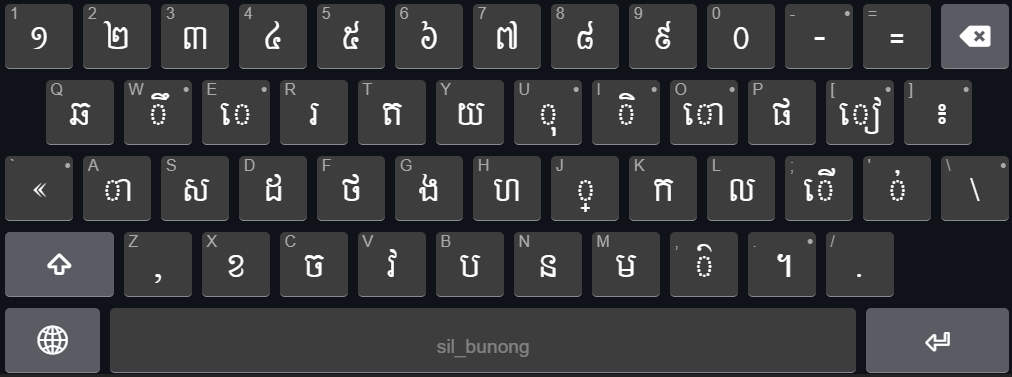 1 ១ 2 ២ 3 ៣ 4 ៤ 5 ៥ 6 ៦ 7 ៧ 8 ៨ 9 ៩ 0 ០ - - = =
Q ឆ W ◌ឹ E ◌េ R រ T ត Y យ U ◌ុ I ◌ិ O ◌ោ P ផ [ ◌ៀ ] ៖
` « A ◌ា S ស D ដ F ថ G ង H ហ J ◌្ K ក L ល ; ◌ើ ' ◌់ \ \
Z , X ខ C ច V វ B ប N ន M ម , ◌៌ . ។ / .
sil_bunong